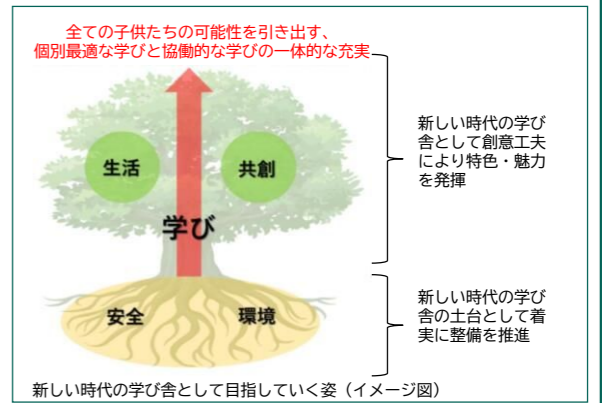 全ての子供たちの可能性を引き出す、
個別最適な学びと協働的な学びの一体的な充実
生活
共創
学び
新しい時代の学び
舎として創意工夫
により特色・魅力
を発揮
安全
環境
新しい時代の学び
舎の土台として着
実に整備を推進
新しい時代の学び舎として目指していく姿（イメージ図）